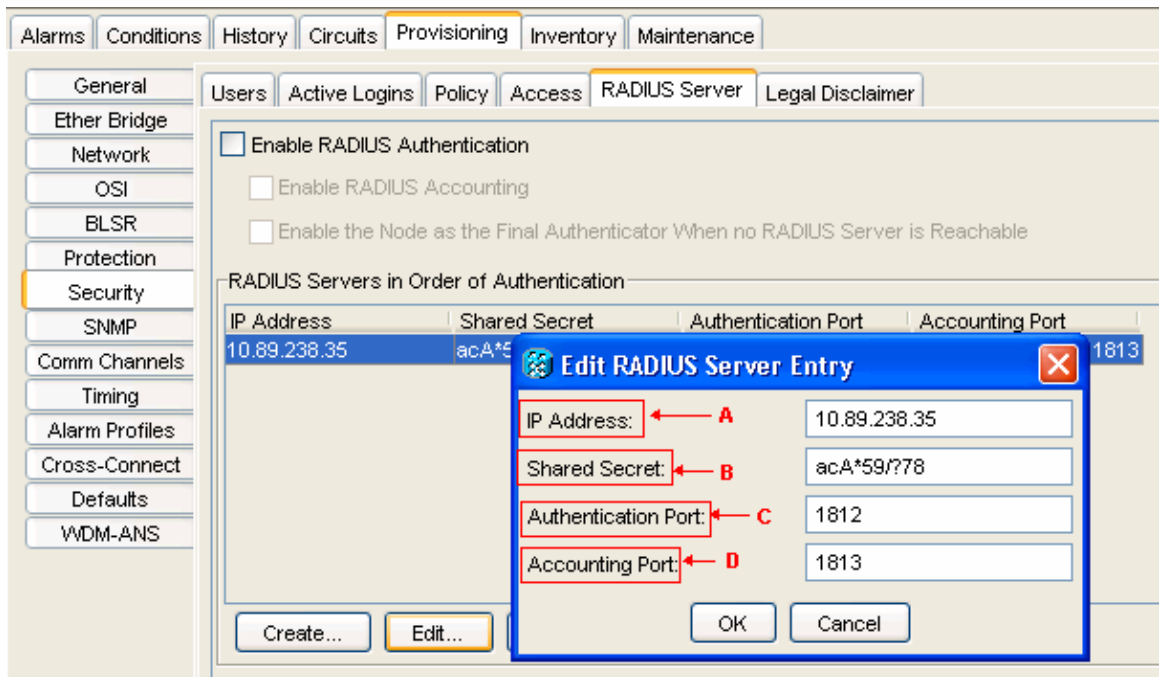 Alarms Conditions History Circuits Provisioning Inventory Maintenance
General
Ether Bridge
Network
OSI
BLSR
Protection
Security
SNMP
Comm Channels
Timing
Alarm Profiles
Cross-Connect
Defaults
WDM-ANS
Users Active Logins Policy Access RADIUS Server Legal Disclaimer
Enable RADIUS Authentication
Enable RADIUS Accounting
Enable the Node as the Final Authenticator When no RADIUS Server is Reachable
RADIUS Servers in Order of Authentication
IP Address Shared Secret Authentication Port Accounting Port
10.89.238.35 acA*5 1813
Edit RADIUS Server Entry
IP Address: A 10.89.238.35
Shared Secret: B acA*59/?78
Authentication Port: C 1812
Accounting Port: D 1813
OK Cancel
Create... Edit...